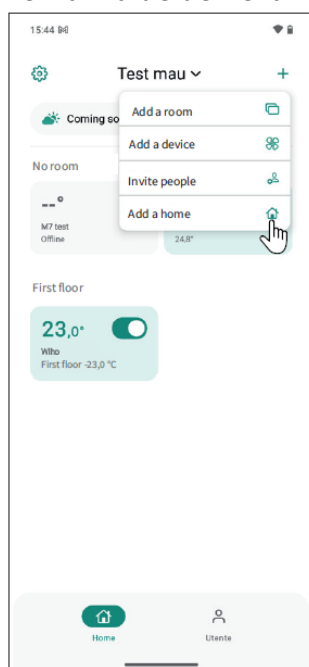 15:44
Test mau
Coming so
Add a room
Add a device
Invite people
Add a home
No room
--°
M7 test
Offline
24,8°
First floor
23,0°
Wiho
First floor -23,0 °C
Home
Utente